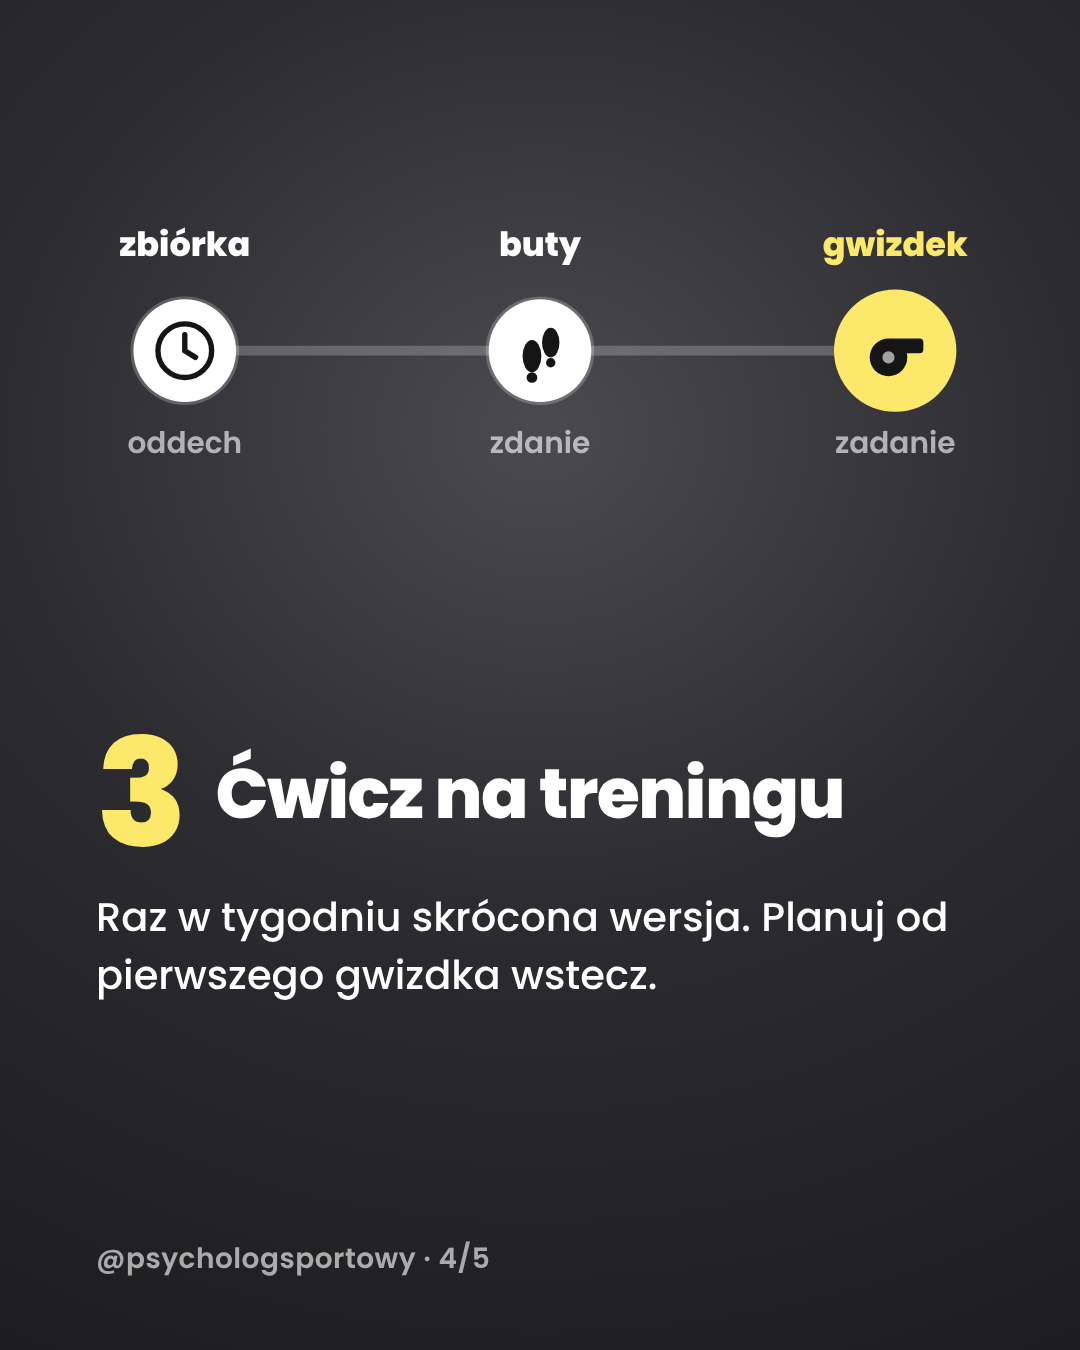 zbiórka buty gwizdek
oddech zdanie zadanie
3 Ćwicz na treningu
Raz w tygodniu skrócona wersja. Planuj od
pierwszego gwizdka wstecz.
@psychologsportowy · 4/5